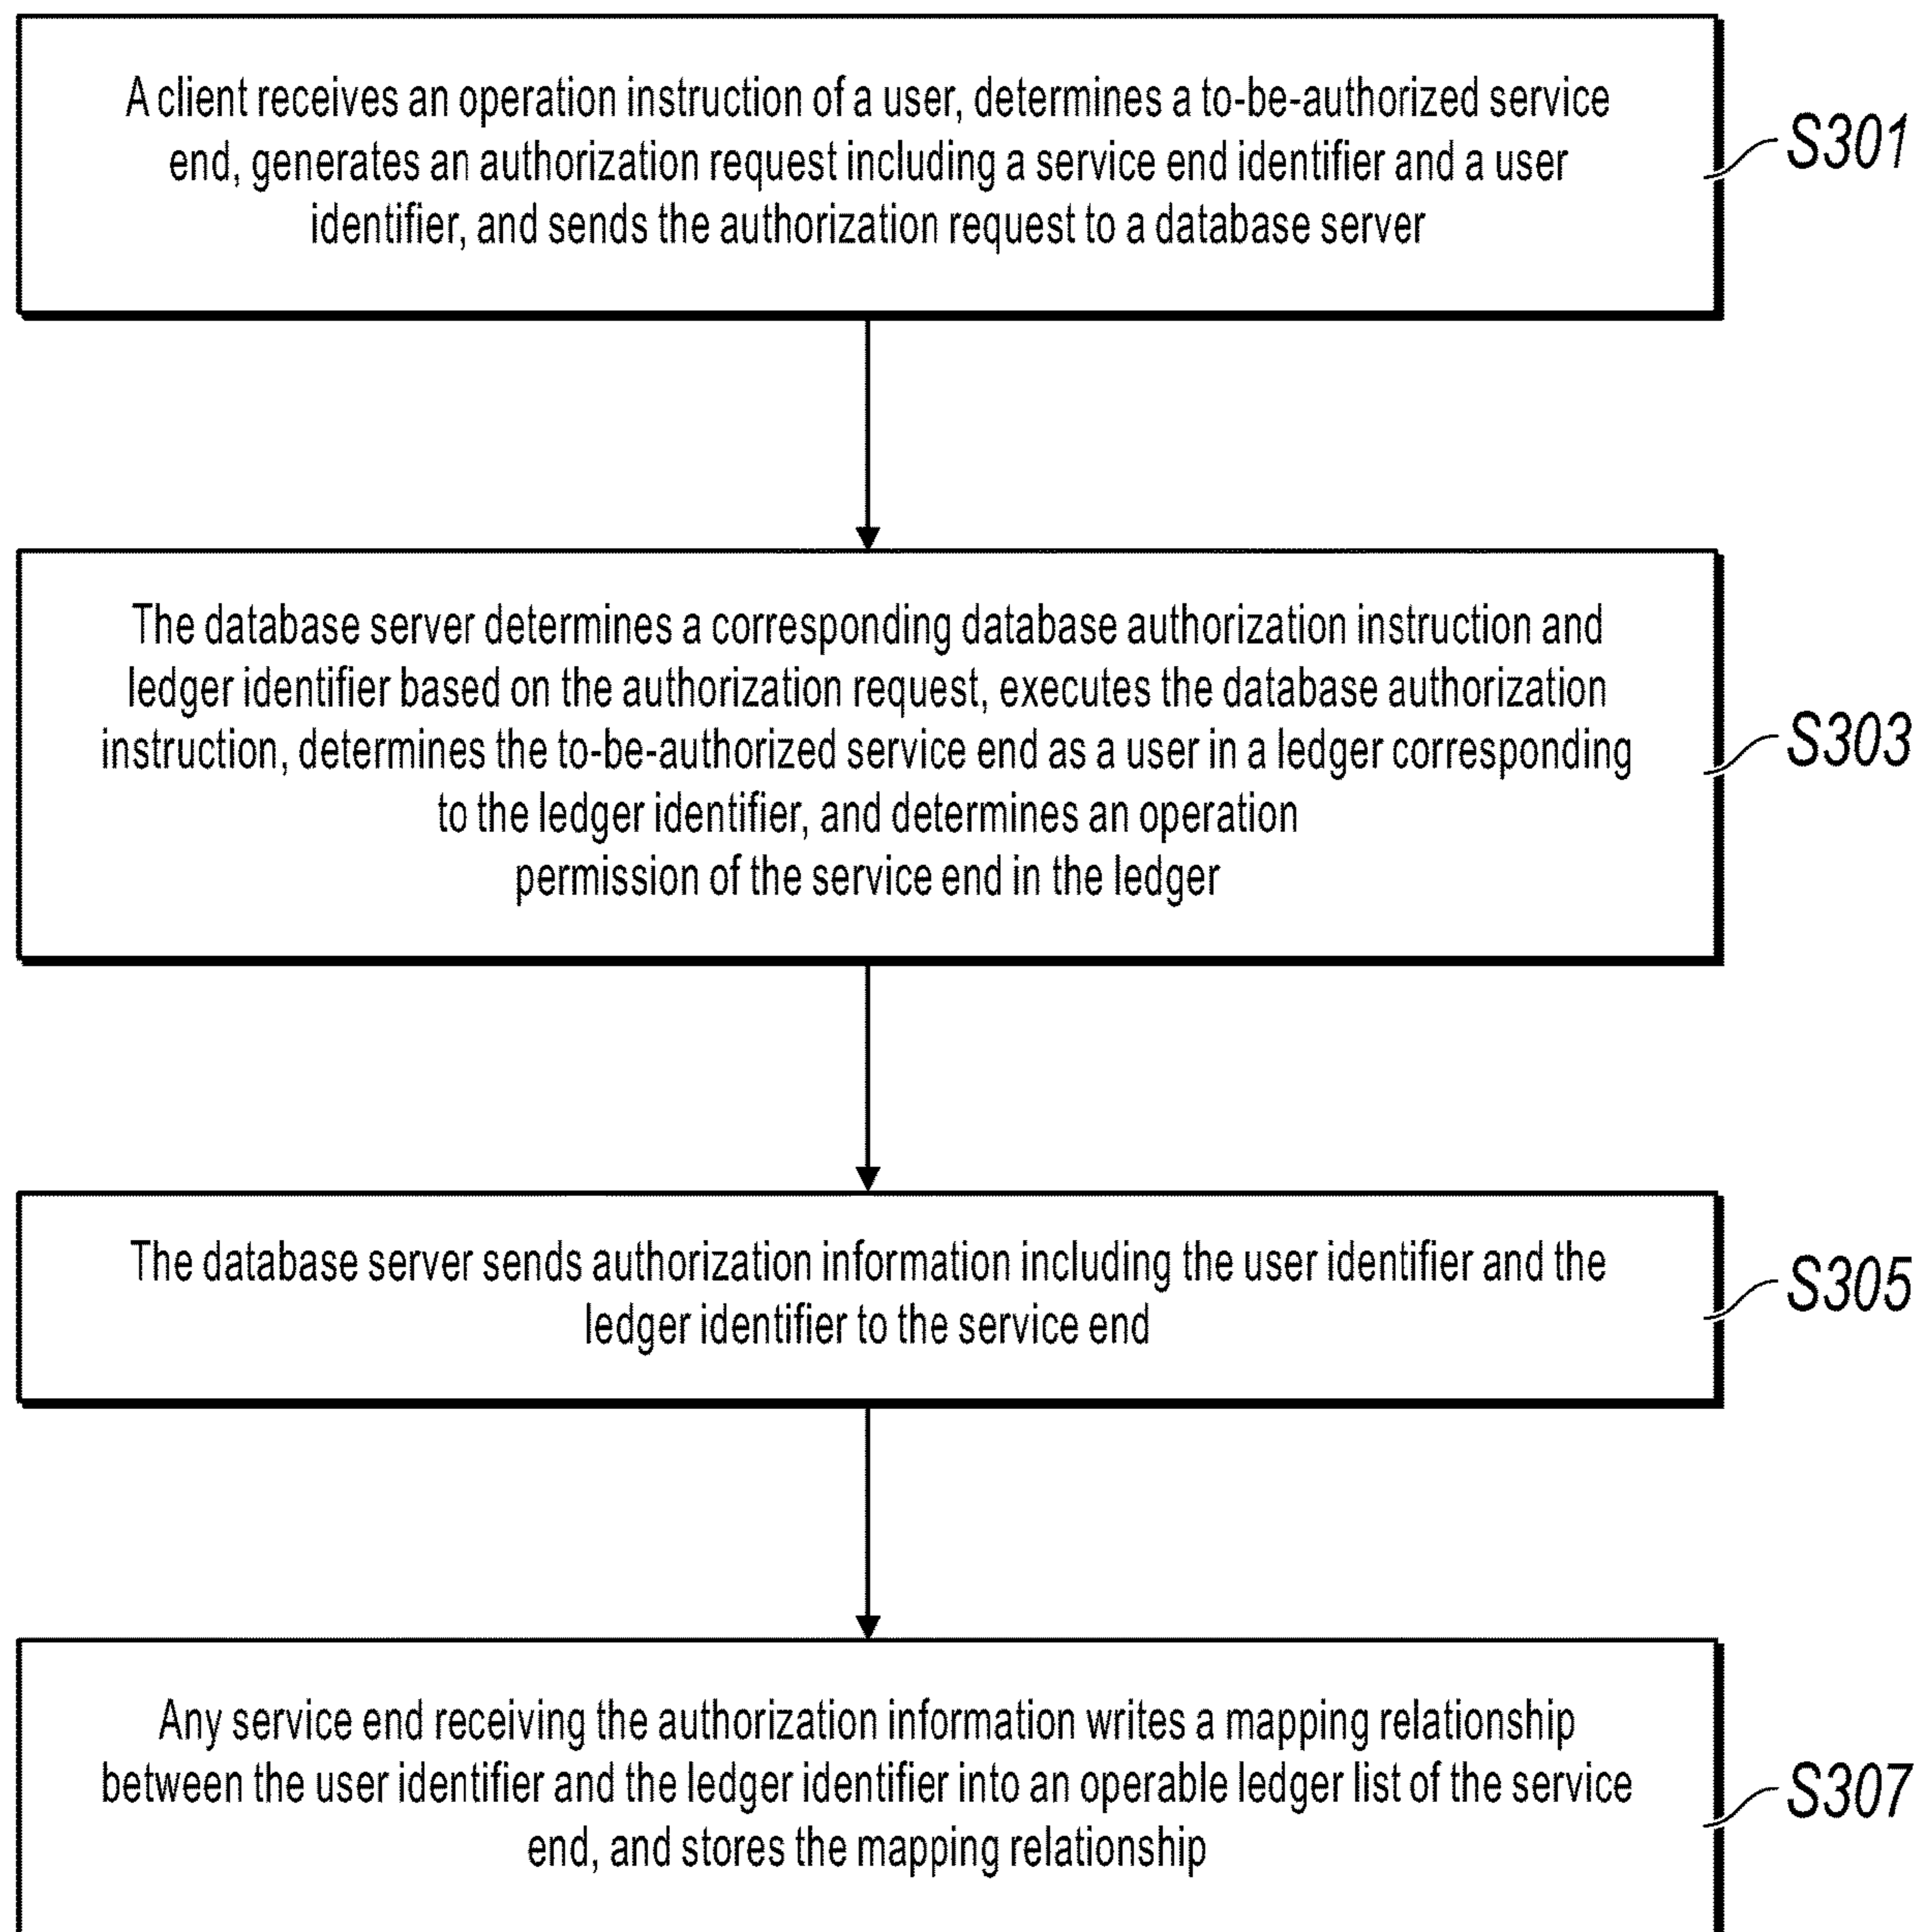 A client receives an operation instruction of a user, determines a to-be-authorized service
end, generates an authorization request including a service end identifier and a user
identifier, and sends the authorization request to a database server
S301
The database server determines a corresponding database authorization instruction and
ledger identifier based on the authorization request, executes the database authorization
instruction, determines the to-be-authorized service end as a user in a ledger corresponding
to the ledger identifier, and determines an operation
permission of the service end in the ledger
S303
The database server sends authorization information including the user identifier and the
ledger identifier to the service end
S305
Any service end receiving the authorization information writes a mapping relationship
between the user identifier and the ledger identifier into an operable ledger list of the service
end, and stores the mapping relationship
S307